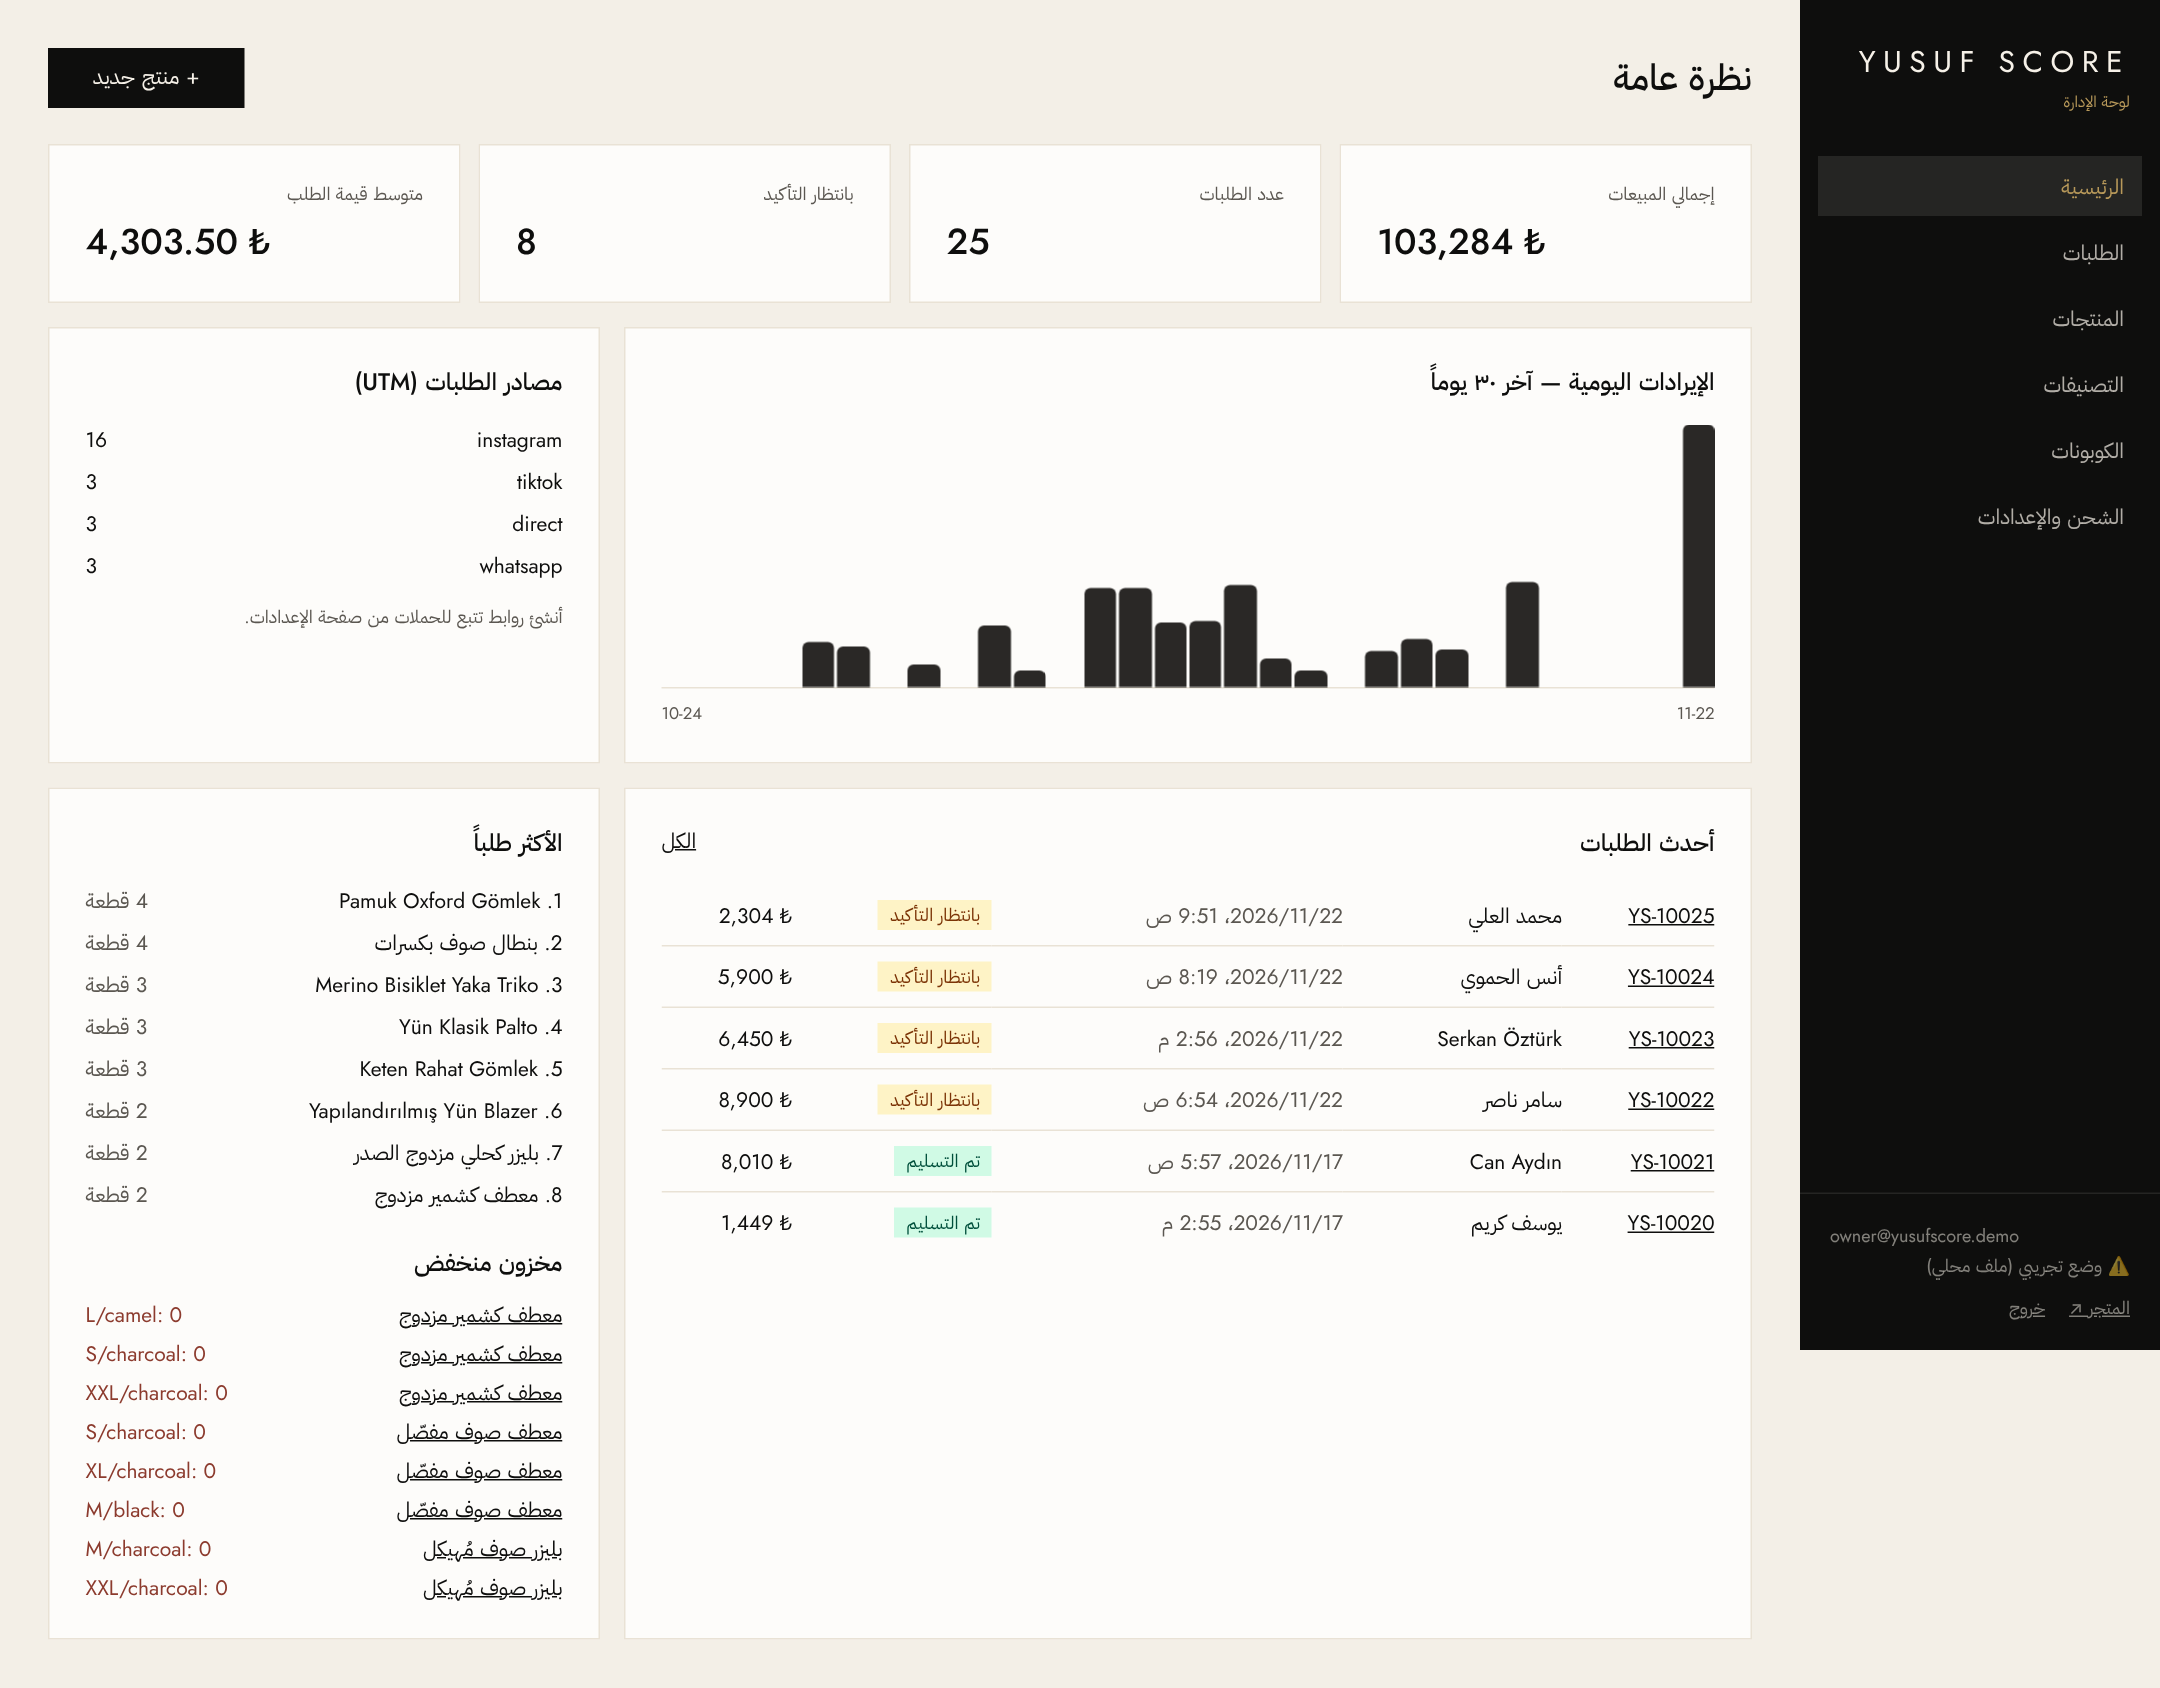 YUSUF SCORE
لوحة الإدارة
الرئيسية
الطلبات
المنتجات
التصنيفات
الكوبونات
الشحن والإعدادات
owner@yusufscore.demo
⚠️ وضع تجريبي (ملف محلي)
المتجر ↗ خروج
نظرة عامة
+ منتج جديد
إجمالي المبيعات
103,284 ₺
عدد الطلبات
25
بانتظار التأكيد
8
متوسط قيمة الطلب
4,303.50 ₺
الإيرادات اليومية — آخر ٣٠ يوماً
10-24 11-22
مصادر الطلبات (UTM)
instagram 16
tiktok 3
direct 3
whatsapp 3
أنشئ روابط تتبع للحملات من صفحة الإعدادات.
أحدث الطلبات الكل
YS-10025 محمد العلي 2026/11/22، 9:51 ص بانتظار التأكيد 2,304 ₺
YS-10024 أنس الحموي 2026/11/22، 8:19 ص بانتظار التأكيد 5,900 ₺
YS-10023 Serkan Öztürk 2026/11/22، 2:56 م بانتظار التأكيد 6,450 ₺
YS-10022 سامر ناصر 2026/11/22، 6:54 ص بانتظار التأكيد 8,900 ₺
YS-10021 Can Aydın 2026/11/17، 5:57 ص تم التسليم 8,010 ₺
YS-10020 يوسف كريم 2026/11/17، 2:55 م تم التسليم 1,449 ₺
الأكثر طلباً
1. Pamuk Oxford Gömlek 4 قطعة
2. بنطال صوف بكسرات 4 قطعة
3. Merino Bisiklet Yaka Triko 3 قطعة
4. Yün Klasik Palto 3 قطعة
5. Keten Rahat Gömlek 3 قطعة
6. Yapılandırılmış Yün Blazer 2 قطعة
7. بليزر كحلي مزدوج الصدر 2 قطعة
8. معطف كشمير مزدوج 2 قطعة
مخزون منخفض
معطف كشمير مزدوج L/camel: 0
معطف كشمير مزدوج S/charcoal: 0
معطف كشمير مزدوج XXL/charcoal: 0
معطف صوف مفصّل S/charcoal: 0
معطف صوف مفصّل XL/charcoal: 0
معطف صوف مفصّل M/black: 0
بليزر صوف مُهيكل M/charcoal: 0
بليزر صوف مُهيكل XXL/charcoal: 0